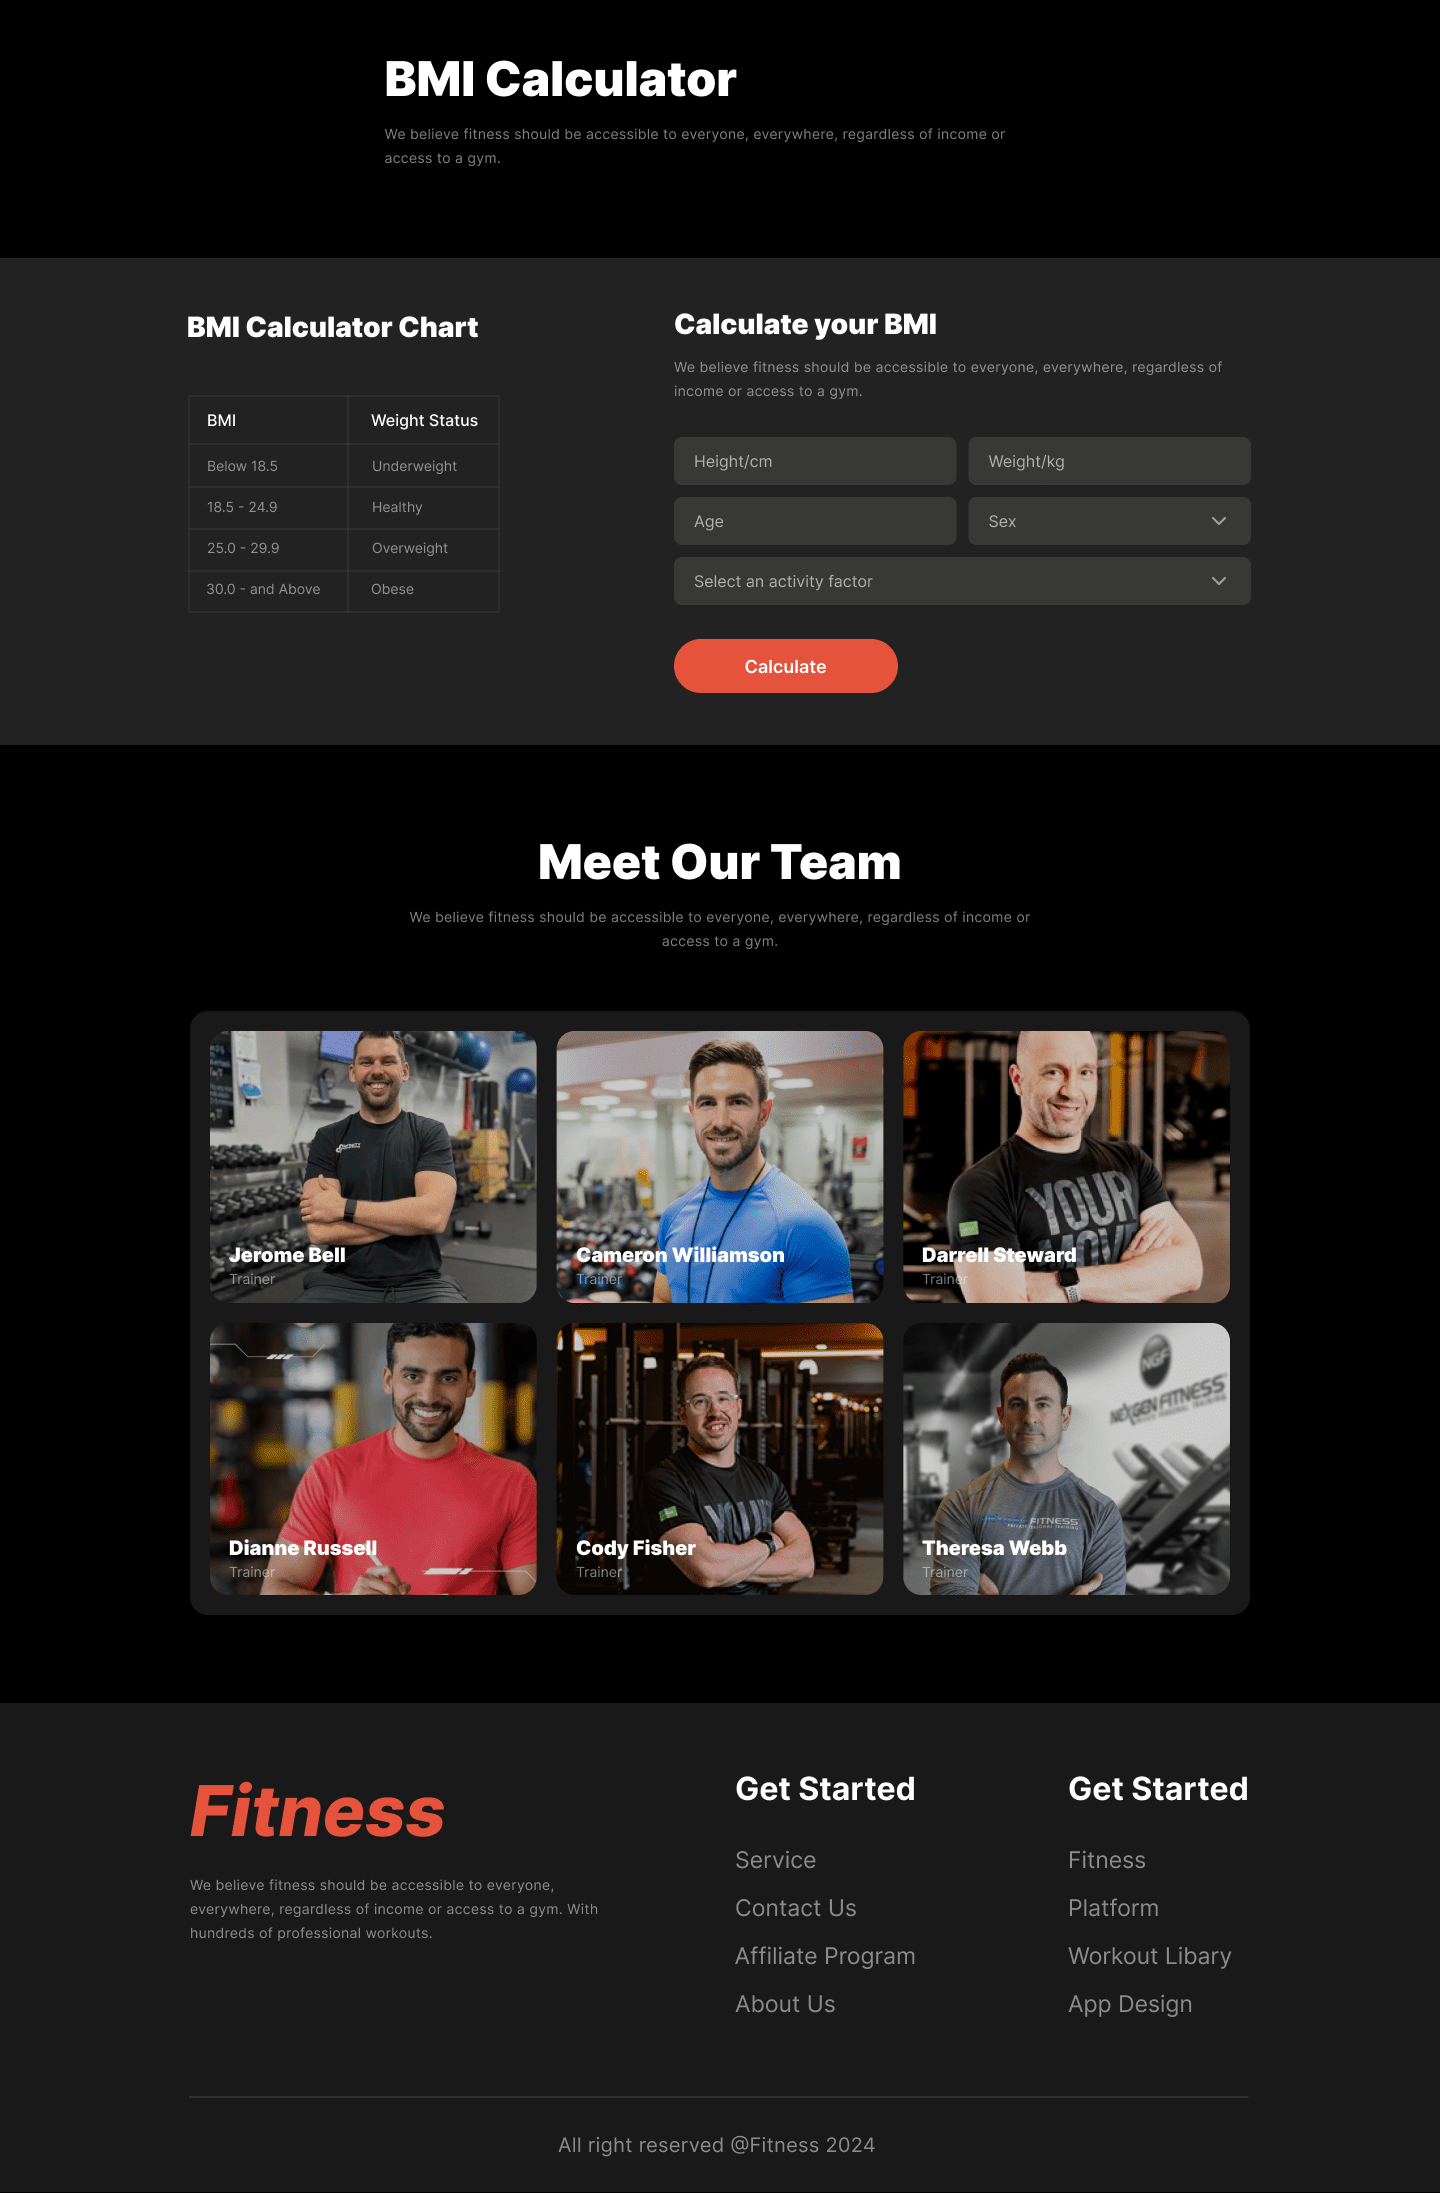 BMI Calculator
We believe fitness should be accessible to everyone, everywhere, regardless of income or
access to a gym.
BMI Calculator Chart
BMI Weight Status
Below 18.5 Underweight
18.5 - 24.9 Healthy
25.0 - 29.9 Overweight
30.0 - and Above Obese
Calculate your BMI
We believe fitness should be accessible to everyone, everywhere, regardless of
income or access to a gym.
Height/cm Weight/kg
Age Sex
Select an activity factor
Calculate
Meet Our Team
We believe fitness should be accessible to everyone, everywhere, regardless of income or
access to a gym.
Jerome Bell
Trainer
YOUR
Cameron Williamson
Trainer
Darrell Steward
Trainer
NGF
NEXGEN FITNESS
FITNESS
Dianne Russell
Trainer
Cody Fisher
Trainer
Theresa Webb
Trainer
Fitness
We believe fitness should be accessible to everyone,
everywhere, regardless of income or access to a gym. With
hundreds of professional workouts.
Get Started
Service
Contact Us
Affiliate Program
About Us
Get Started
Fitness
Platform
Workout Libary
App Design
All right reserved @Fitness 2024